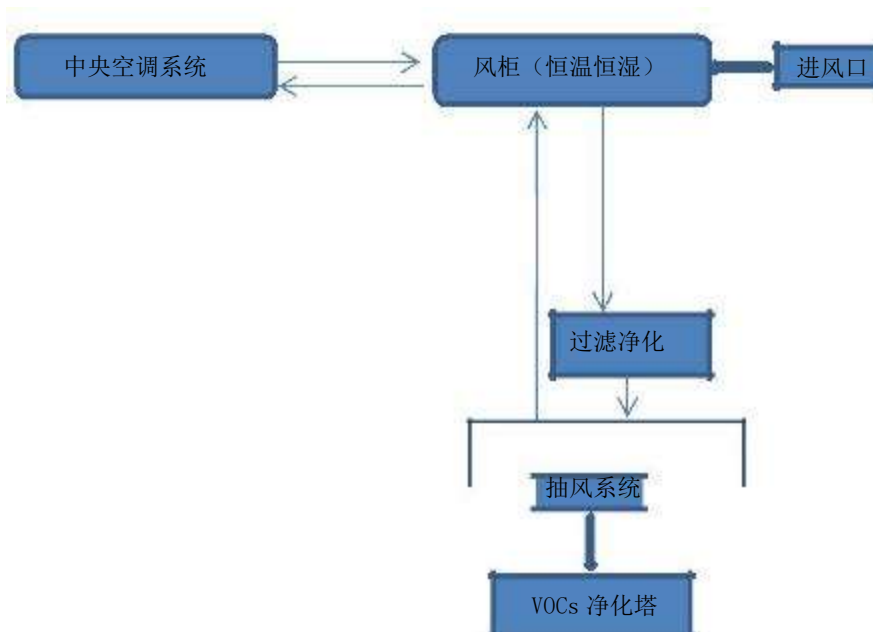 中央空调系统
风柜（恒温恒湿）
进风口
过滤净化
抽风系统
VOCs 净化塔